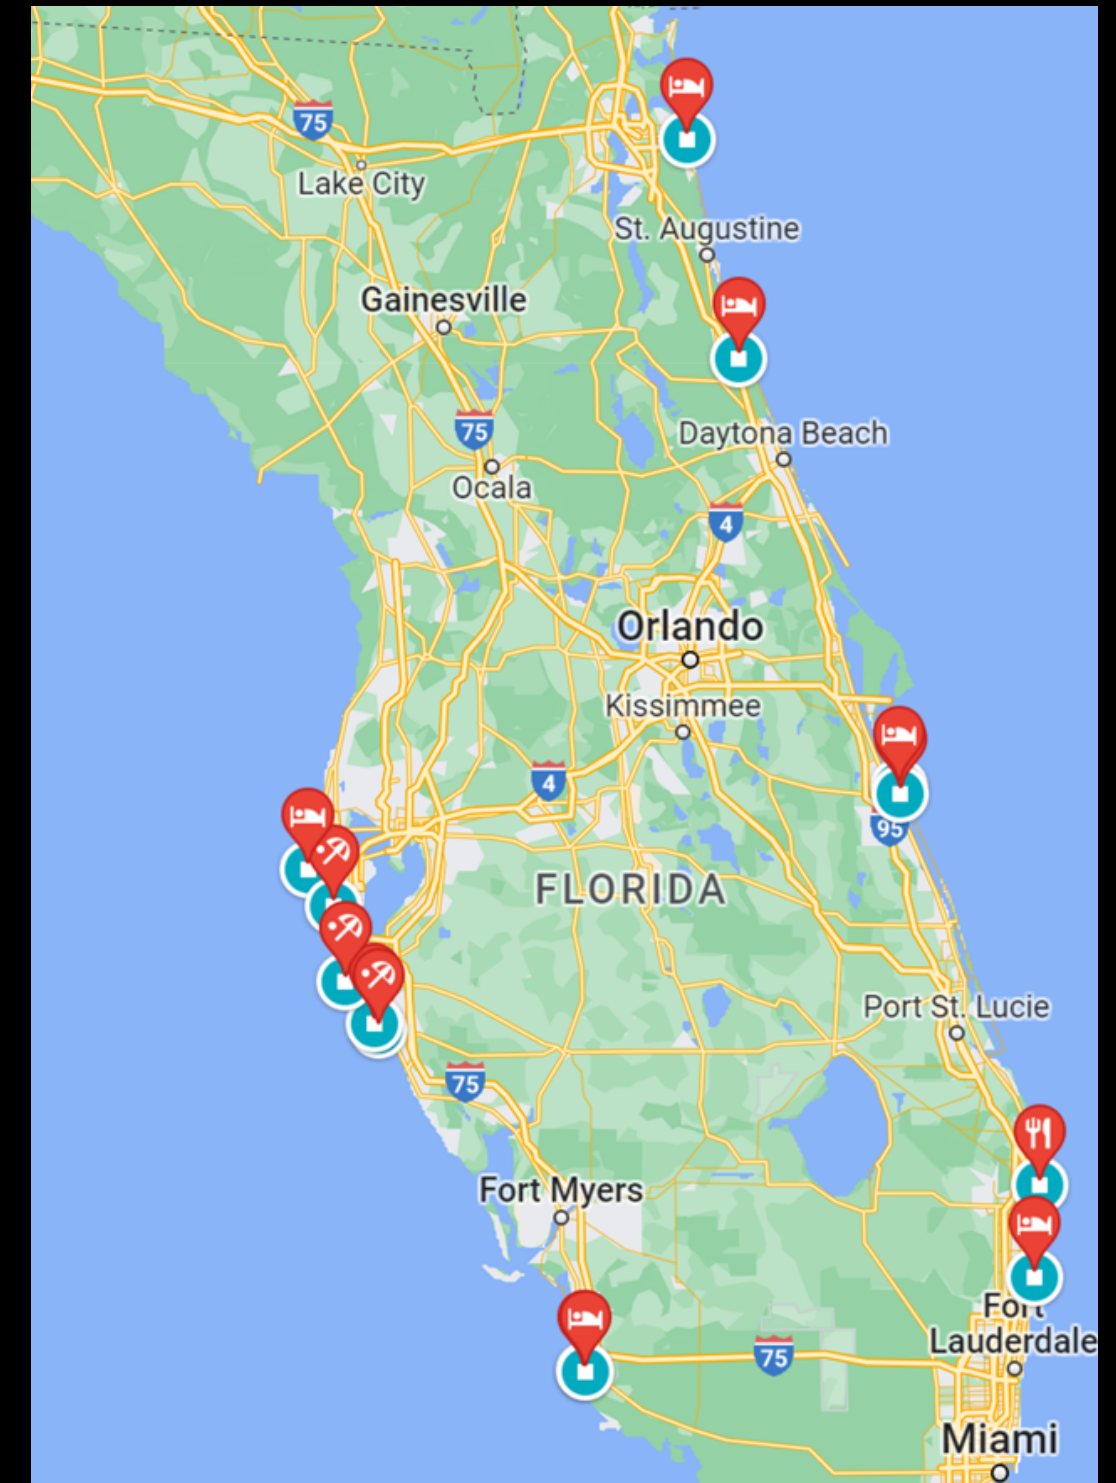 75
Lake City
St. Augustine
Gainesville
75
Daytona Beach
Ocala
4
Orlando
Kissimmee
4
95
FLORIDA
Port St. Lucie
75
Fort Myers
Fort
Lauderdale
75
Miami